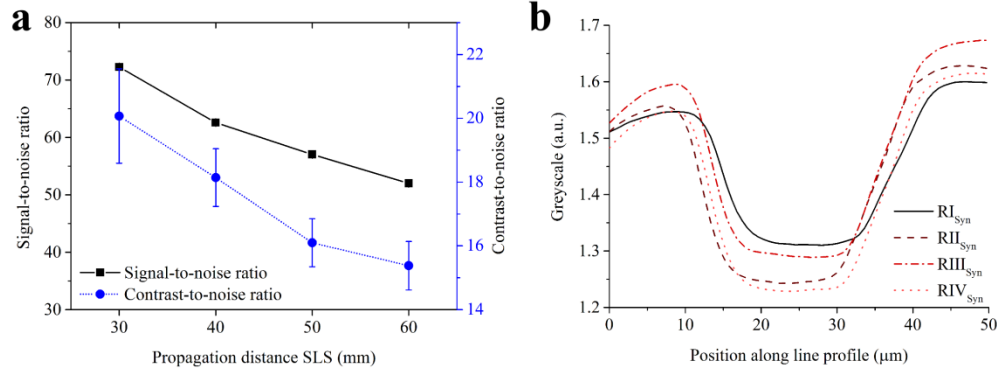 a
80
70
60
50
40
30
Signal-to-noise ratio
22
20
18
16
14
Contrast-to-noise ratio
Signal-to-noise ratio
Contrast-to-noise ratio
30 40 50 60
Propagation distance SLS (mm)
b
1.7
1.6
1.5
1.4
1.3
1.2
Greyscale (a.u.)
RI_Syn
RII_Syn
RIII_Syn
RIV_Syn
0 10 20 30 40 50
Position along line profile (μm)